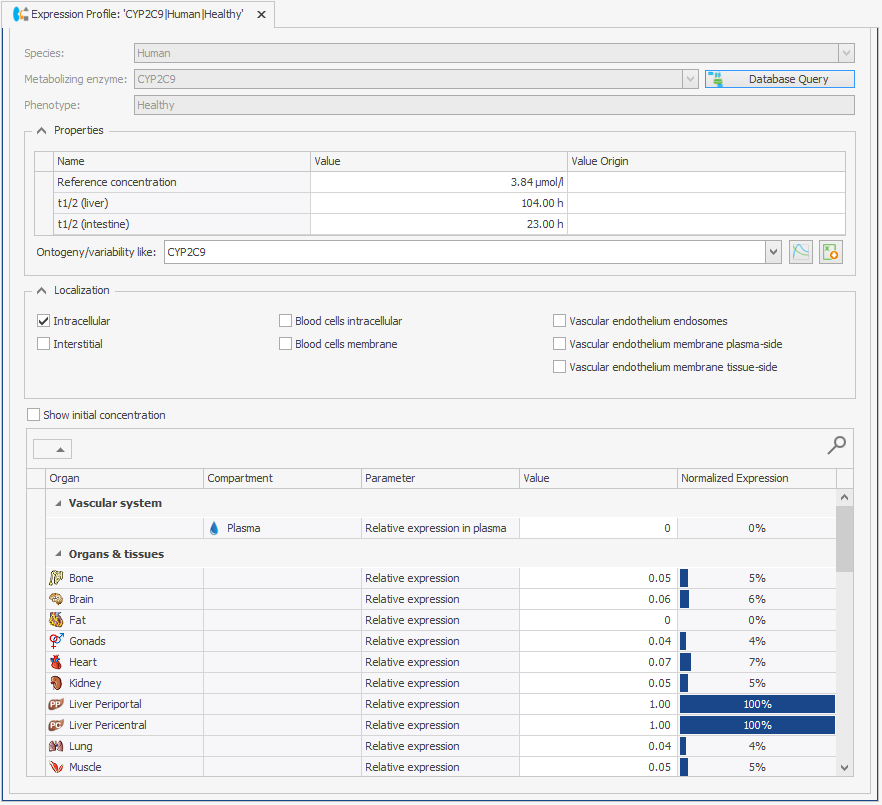 Expression Profile: 'CYP2C9|Human|Healthy'
Species: Human
Metabolizing enzyme: CYP2C9 Database Query
Phenotype: Healthy
Properties
Name Value Value Origin
Reference concentration 3.84 µmol/l
t1/2 (liver) 104.00 h
t1/2 (intestine) 23.00 h
Ontogeny/variability like: CYP2C9
Localization
Intracellular Blood cells intracellular Vascular endothelium endosomes
Interstitial Blood cells membrane Vascular endothelium membrane plasma-side
Vascular endothelium membrane tissue-side
Show initial concentration
Organ Compartment Parameter Value Normalized Expression
Vascular system
Plasma Relative expression in plasma 0 0%
Organs & tissues
Bone Relative expression 0.05 5%
Brain Relative expression 0.06 6%
Fat Relative expression 0 0%
Gonads Relative expression 0.04 4%
Heart Relative expression 0.07 7%
Kidney Relative expression 0.05 5%
PP Liver Periportal Relative expression 1.00 100%
PC Liver Pericentral Relative expression 1.00 100%
Lung Relative expression 0.04 4%
Muscle Relative expression 0.05 5%